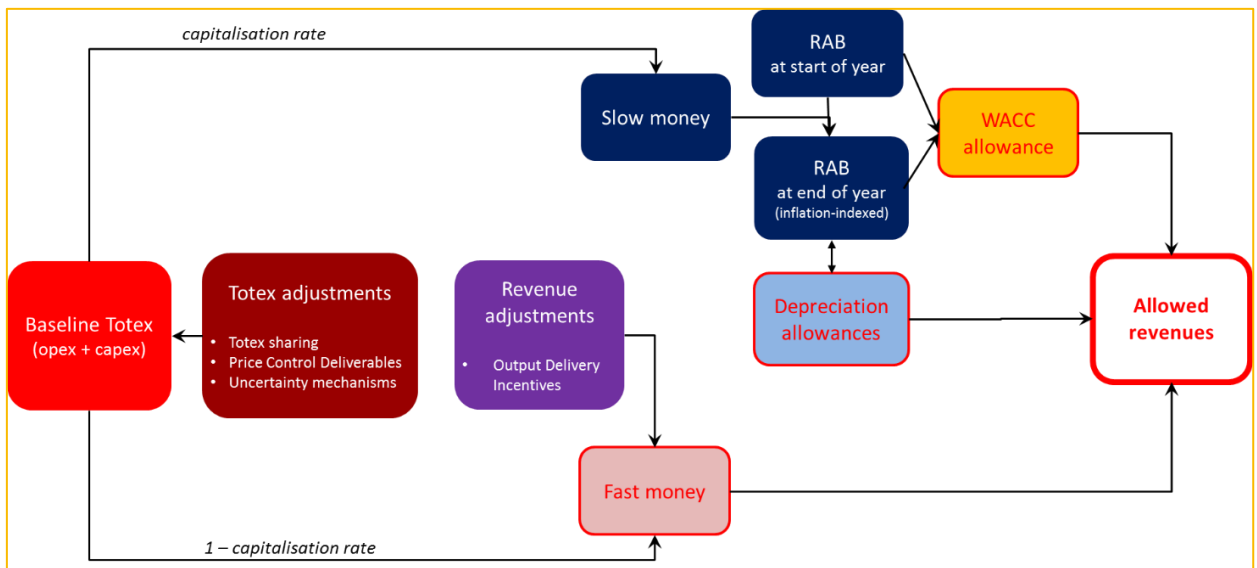 capitalisation rate
RAB
at start of year
Slow money
WACC
allowance
RAB
at end of year
(inflation-indexed)
Baseline Totex
(opex + capex)
Totex adjustments
• Totex sharing
• Price Control Deliverables
• Uncertainty mechanisms
Revenue
adjustments
• Output Delivery
Incentives
Depreciation
allowances
Allowed
revenues
Fast money
1 – capitalisation rate